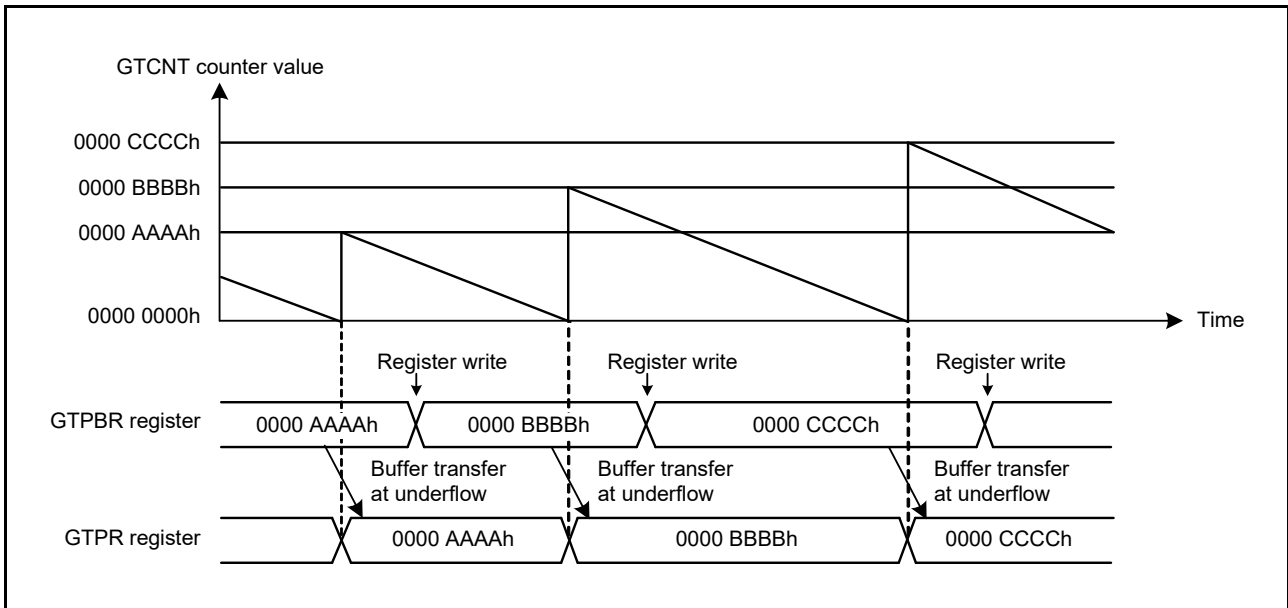 GTCNT counter value
0000 CCCCh
0000 BBBBh
0000 AAAAh
0000 0000h
Time
Register write
Register write
Register write
GTPBR register
0000 AAAAh
0000 BBBBh
0000 CCCCh
Buffer transfer
at underflow
Buffer transfer
at underflow
Buffer transfer
at underflow
GTPR register
0000 AAAAh
0000 BBBBh
0000 CCCCh